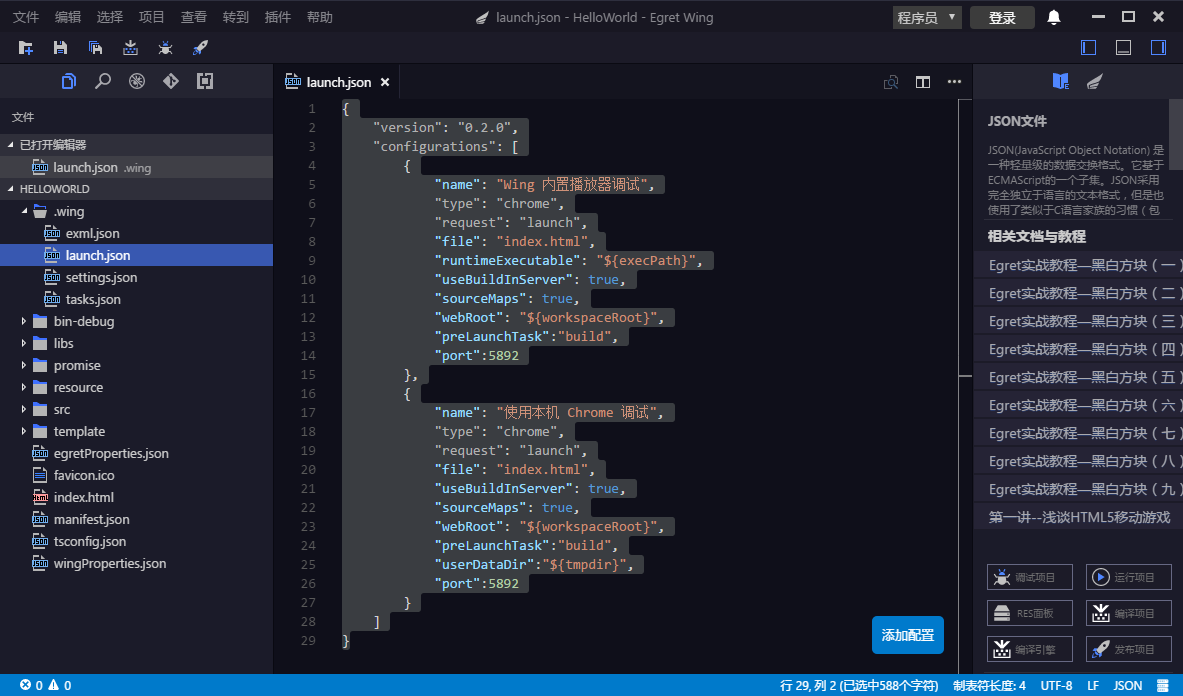 文件 编辑 选择 项目 查看 转到 插件 帮助 launch.json - HelloWorld - Egret Wing 程序员 登录
launch.json
文件
已打开编辑器
launch.json .wing
HELLOWORLD
.wing
exml.json
launch.json
settings.json
tasks.json
bin-debug
libs
promise
resource
src
template
egretProperties.json
favicon.ico
index.html
manifest.json
tsconfig.json
wingProperties.json
1 {
2 "version": "0.2.0",
3 "configurations": [
4 {
5 "name": "Wing 内置播放器调试",
6 "type": "chrome",
7 "request": "launch",
8 "file": "index.html",
9 "runtimeExecutable": "${execPath}",
10 "useBuildInServer": true,
11 "sourceMaps": true,
12 "webRoot": "${workspaceRoot}",
13 "preLaunchTask":"build",
14 "port":5892
15 },
16 {
17 "name": "使用本机 Chrome 调试",
18 "type": "chrome",
19 "request": "launch",
20 "file": "index.html",
21 "useBuildInServer": true,
22 "sourceMaps": true,
23 "webRoot": "${workspaceRoot}",
24 "preLaunchTask":"build",
25 "userDataDir":"${tmpdir}",
26 "port":5892
27 }
28 ]
29 }
添加配置
JSON文件
JSON(JavaScript Object Notation) 是
一种轻量级的数据交换格式。它基于
ECMAScript的一个子集。JSON采用
完全独立于语言的文本格式，但是也
使用了类似于C语言家族的习惯（包
相关文档与教程
Egret实战教程—黑白方块（一）
Egret实战教程—黑白方块（二）
Egret实战教程—黑白方块（三）
Egret实战教程—黑白方块（四）
Egret实战教程—黑白方块（五）
Egret实战教程—黑白方块（六）
Egret实战教程—黑白方块（七）
Egret实战教程—黑白方块（八）
Egret实战教程—黑白方块（九）
第一讲--浅谈HTML5移动游戏
调试项目 运行项目
RES面板 编译项目
编译引擎 发布项目
0 0 行 29, 列 2 (已选中588个字符) 制表符长度: 4 UTF-8 LF JSON